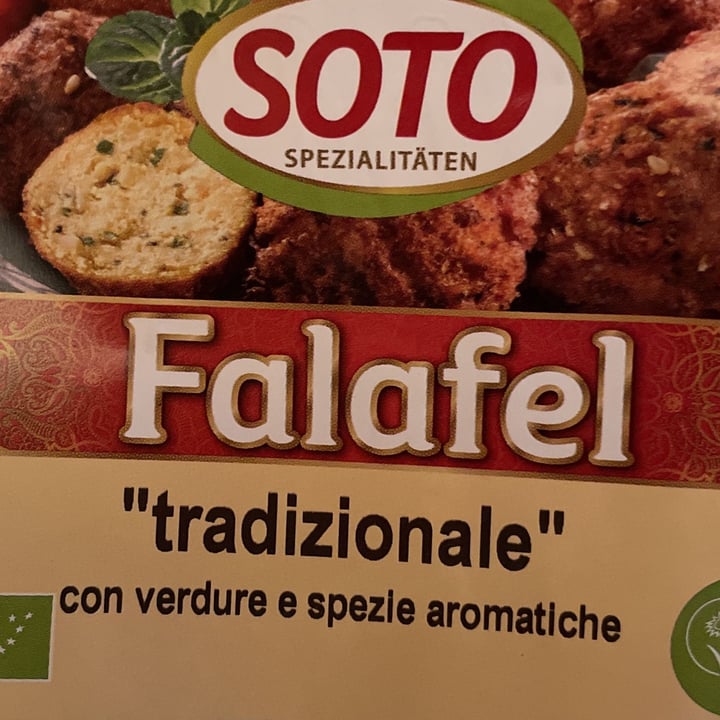 SOTO
SPEZIALITÄTEN
Falafel
"tradizionale"
con verdure e spezie aromatiche